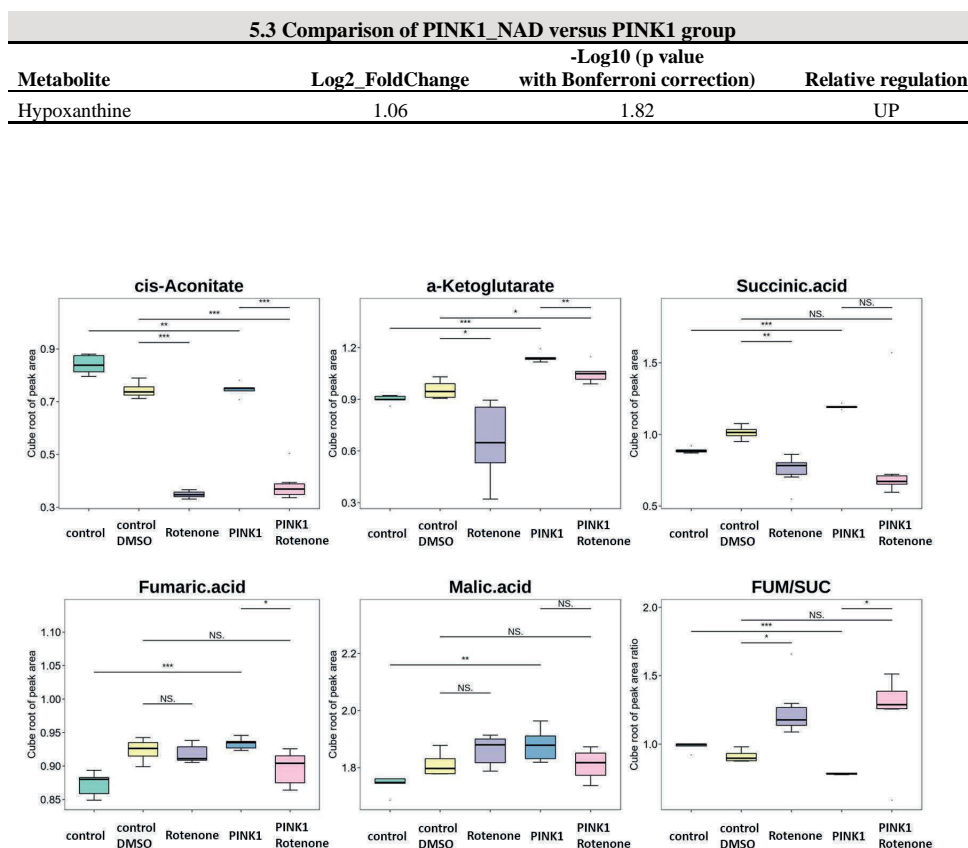 5.3 Comparison of PINK1_NAD versus PINK1 group
-Log10 (p value
Metabolite Log2_FoldChange with Bonferroni correction) Relative regulation
Hypoxanthine 1.06 1.82 UP
cis-Aconitate
Cube root of peak area
0.9
0.7
0.5
0.3
***
***
**
***
control control DMSO Rotenone PINK1 PINK1 Rotenone
a-Ketoglutarate
Cube root of peak area
1.2
0.9
0.6
0.3
**
*
***
*
control control DMSO Rotenone PINK1 PINK1 Rotenone
Succinic.acid
Cube root of peak area
1.5
1.0
0.5
NS.
NS.
***
**
control control DMSO Rotenone PINK1 PINK1 Rotenone
Fumaric.acid
Cube root of peak area
1.10
1.05
1.00
0.95
0.90
0.85
*
NS.
***
NS.
control control DMSO Rotenone PINK1 PINK1 Rotenone
Malic.acid
Cube root of peak area
2.2
2.0
1.8
NS.
NS.
**
NS.
control control DMSO Rotenone PINK1 PINK1 Rotenone
FUM/SUC
Cube root of peak area ratio
2.0
1.5
1.0
*
NS.
***
*
control control DMSO Rotenone PINK1 PINK1 Rotenone